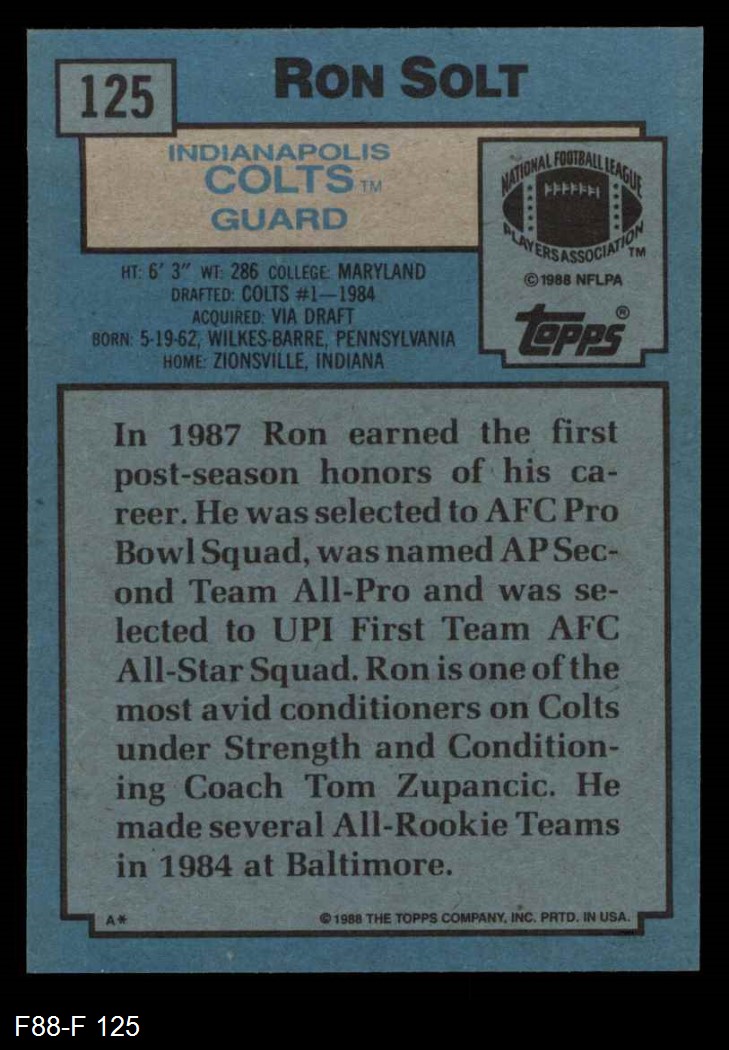 125
RON SOLT
INDIANAPOLIS
COLTS TM
GUARD
NATIONAL FOOTBALL LEAGUE
PLAYERS ASSOCIATION TM
© 1988 NFLPA
topps ®
HT: 6' 3" WT: 286 COLLEGE: MARYLAND
DRAFTED: COLTS #1—1984
ACQUIRED: VIA DRAFT
BORN: 5-19-62, WILKES-BARRE, PENNSYLVANIA
HOME: ZIONSVILLE, INDIANA
In 1987 Ron earned the first
post-season honors of his ca-
reer. He was selected to AFC Pro
Bowl Squad, was named AP Sec-
ond Team All-Pro and was se-
lected to UPI First Team AFC
All-Star Squad. Ron is one of the
most avid conditioners on Colts
under Strength and Condition-
ing Coach Tom Zupancic. He
made several All-Rookie Teams
in 1984 at Baltimore.
A*
© 1988 THE TOPPS COMPANY, INC. PRTD. IN USA.
F88-F 125